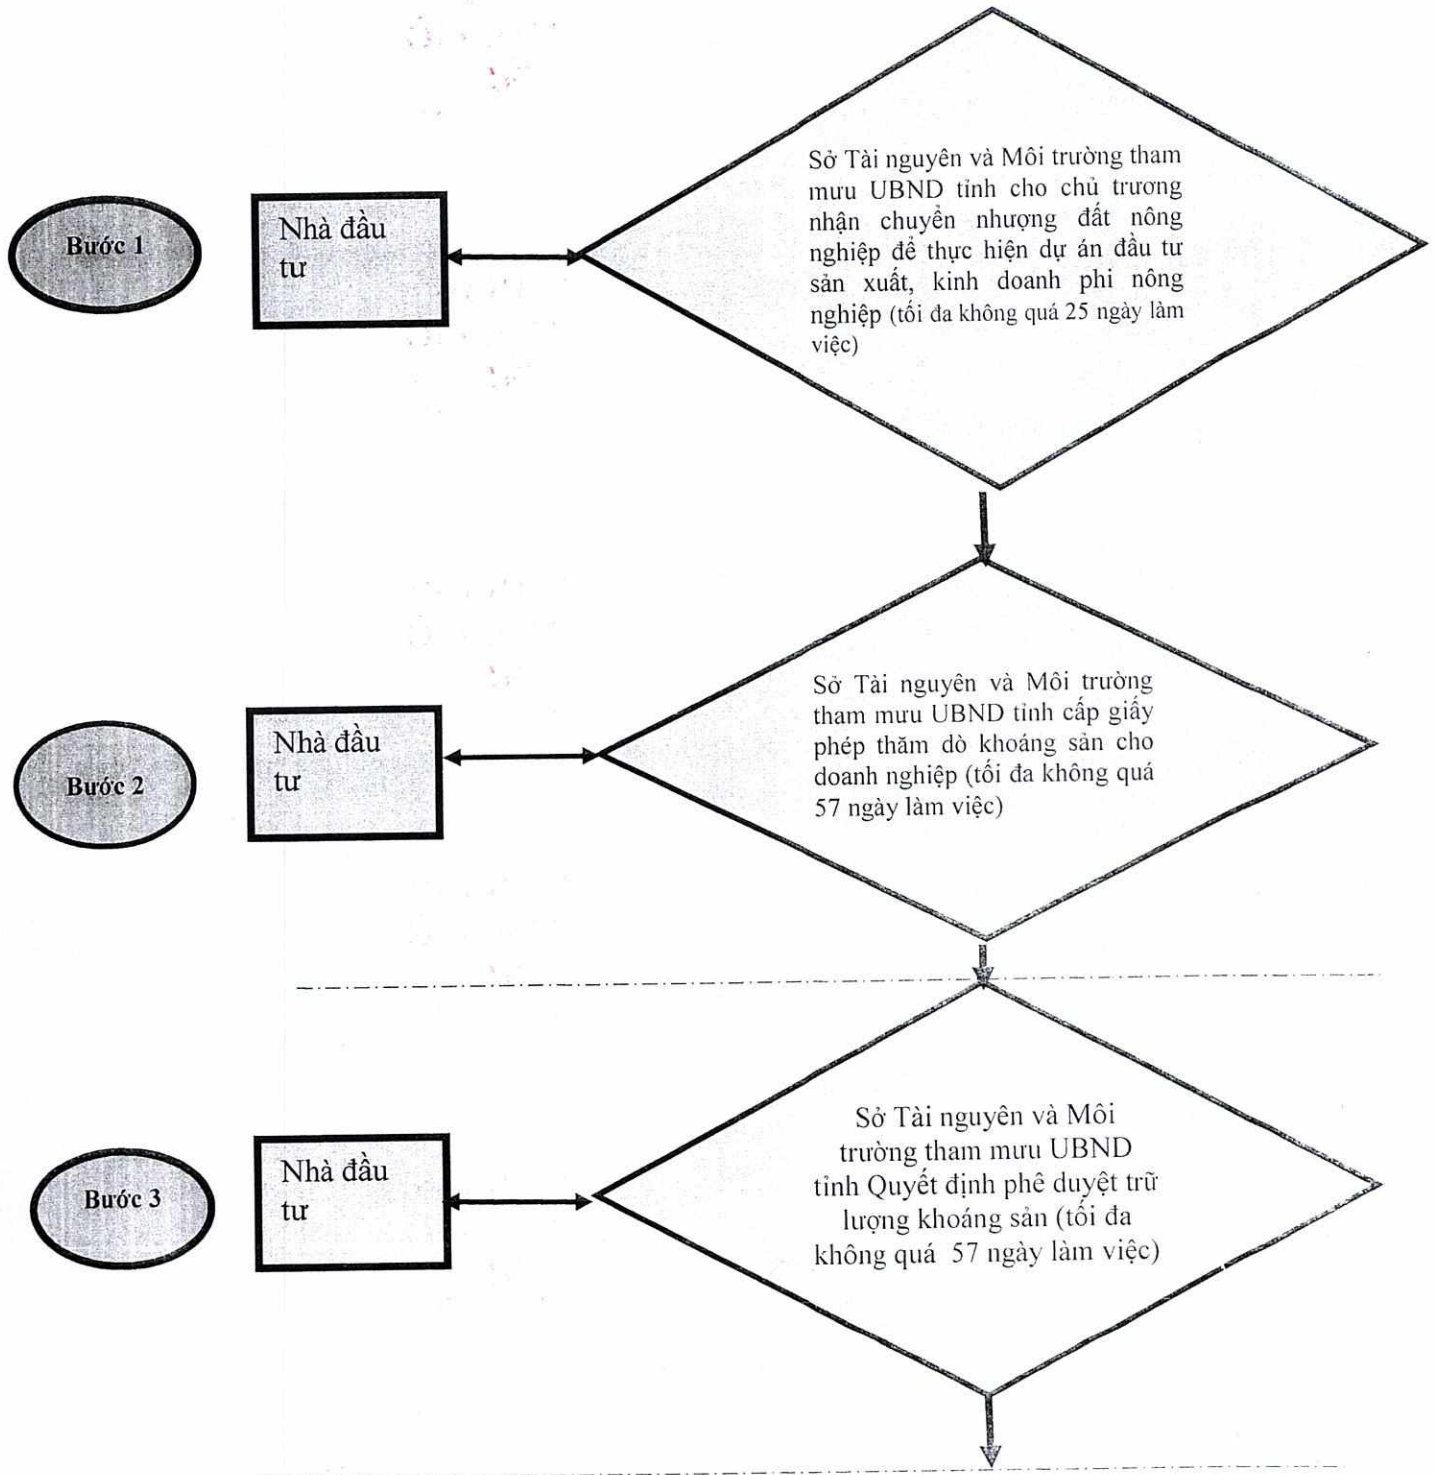 Bước 1
Nhà đầu
tư
Sở Tài nguyên và Môi trường tham
mưu UBND tỉnh cho chủ trương
nhận chuyển nhượng đất nông
nghiệp để thực hiện dự án đầu tư
sản xuất, kinh doanh phi nông
nghiệp (tối đa không quá 25 ngày làm
việc)
Bước 2
Nhà đầu
tư
Sở Tài nguyên và Môi trường
tham mưu UBND tỉnh cấp giấy
phép thăm dò khoáng sản cho
doanh nghiệp (tối đa không quá
57 ngày làm việc)
Bước 3
Nhà đầu
tư
Sở Tài nguyên và Môi
trường tham mưu UBND
tỉnh Quyết định phê duyệt trữ
lượng khoáng sản (tối đa
không quá 57 ngày làm việc)